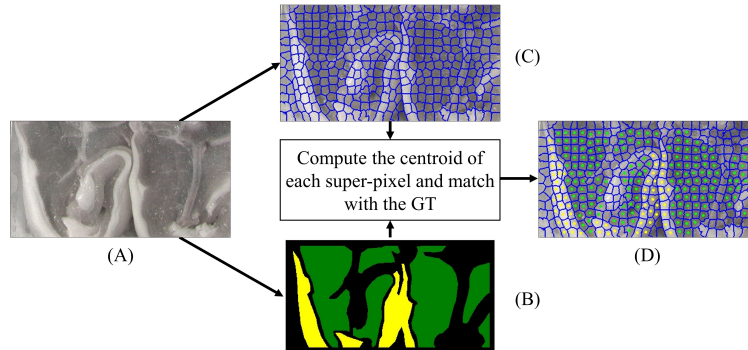 (C)
Compute the centroid of
each super-pixel and match
with the GT
(A)
(D)
(B)